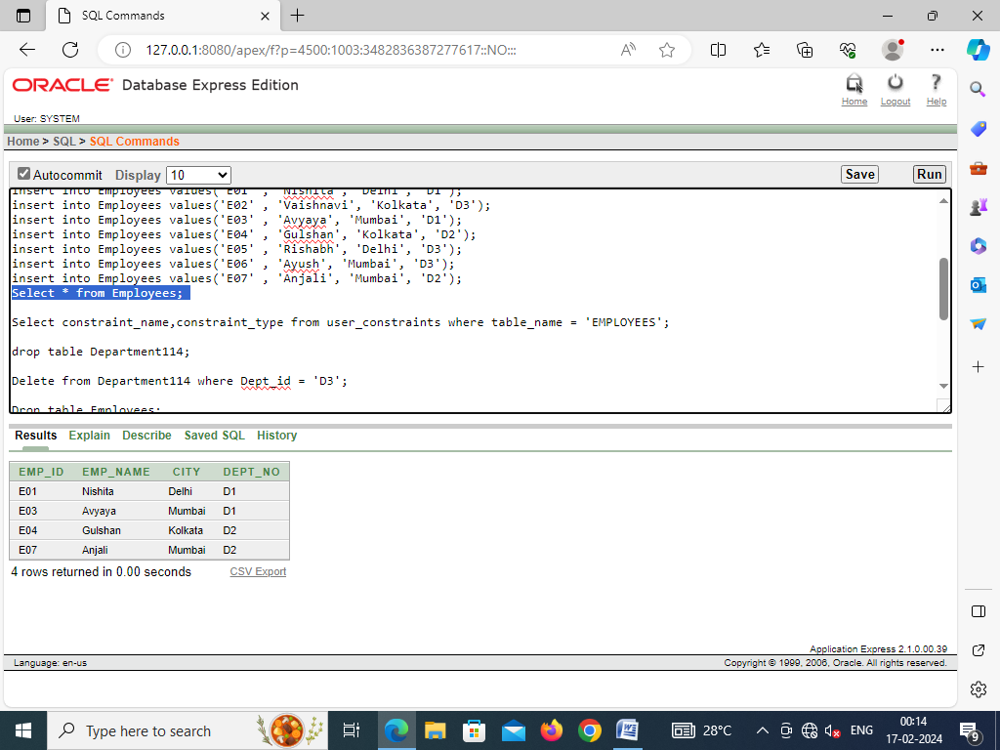 SQL Commands
127.0.0.1:8080/apex/f?p=4500:1003:3482836387277617::NO:::
ORACLE® Database Express Edition
Home Logout Help
User: SYSTEM
Home > SQL > SQL Commands
Autocommit Display 10 Save Run
insert into Employees values('E01' , 'Nishita', 'Delhi', 'D1');
insert into Employees values('E02' , 'Vaishnavi', 'Kolkata', 'D3');
insert into Employees values('E03' , 'Avyaya', 'Mumbai', 'D1');
insert into Employees values('E04' , 'Gulshan', 'Kolkata', 'D2');
insert into Employees values('E05' , 'Rishabh', 'Delhi', 'D3');
insert into Employees values('E06' , 'Ayush', 'Mumbai', 'D3');
insert into Employees values('E07' , 'Anjali', 'Mumbai', 'D2');
Select * from Employees;
Select constraint_name,constraint_type from user_constraints where table_name = 'EMPLOYEES';
drop table Department114;
Delete from Department114 where Dept_id = 'D3';
Drop table Employees;
Results Explain Describe Saved SQL History
EMP_ID EMP_NAME CITY DEPT_NO
E01 Nishita Delhi D1
E03 Avyaya Mumbai D1
E04 Gulshan Kolkata D2
E07 Anjali Mumbai D2
4 rows returned in 0.00 seconds CSV Export
Application Express 2.1.0.00.39
Language: en-us Copyright © 1999, 2006, Oracle. All rights reserved.
Type here to search
28°C
ENG
00:14
17-02-2024
9